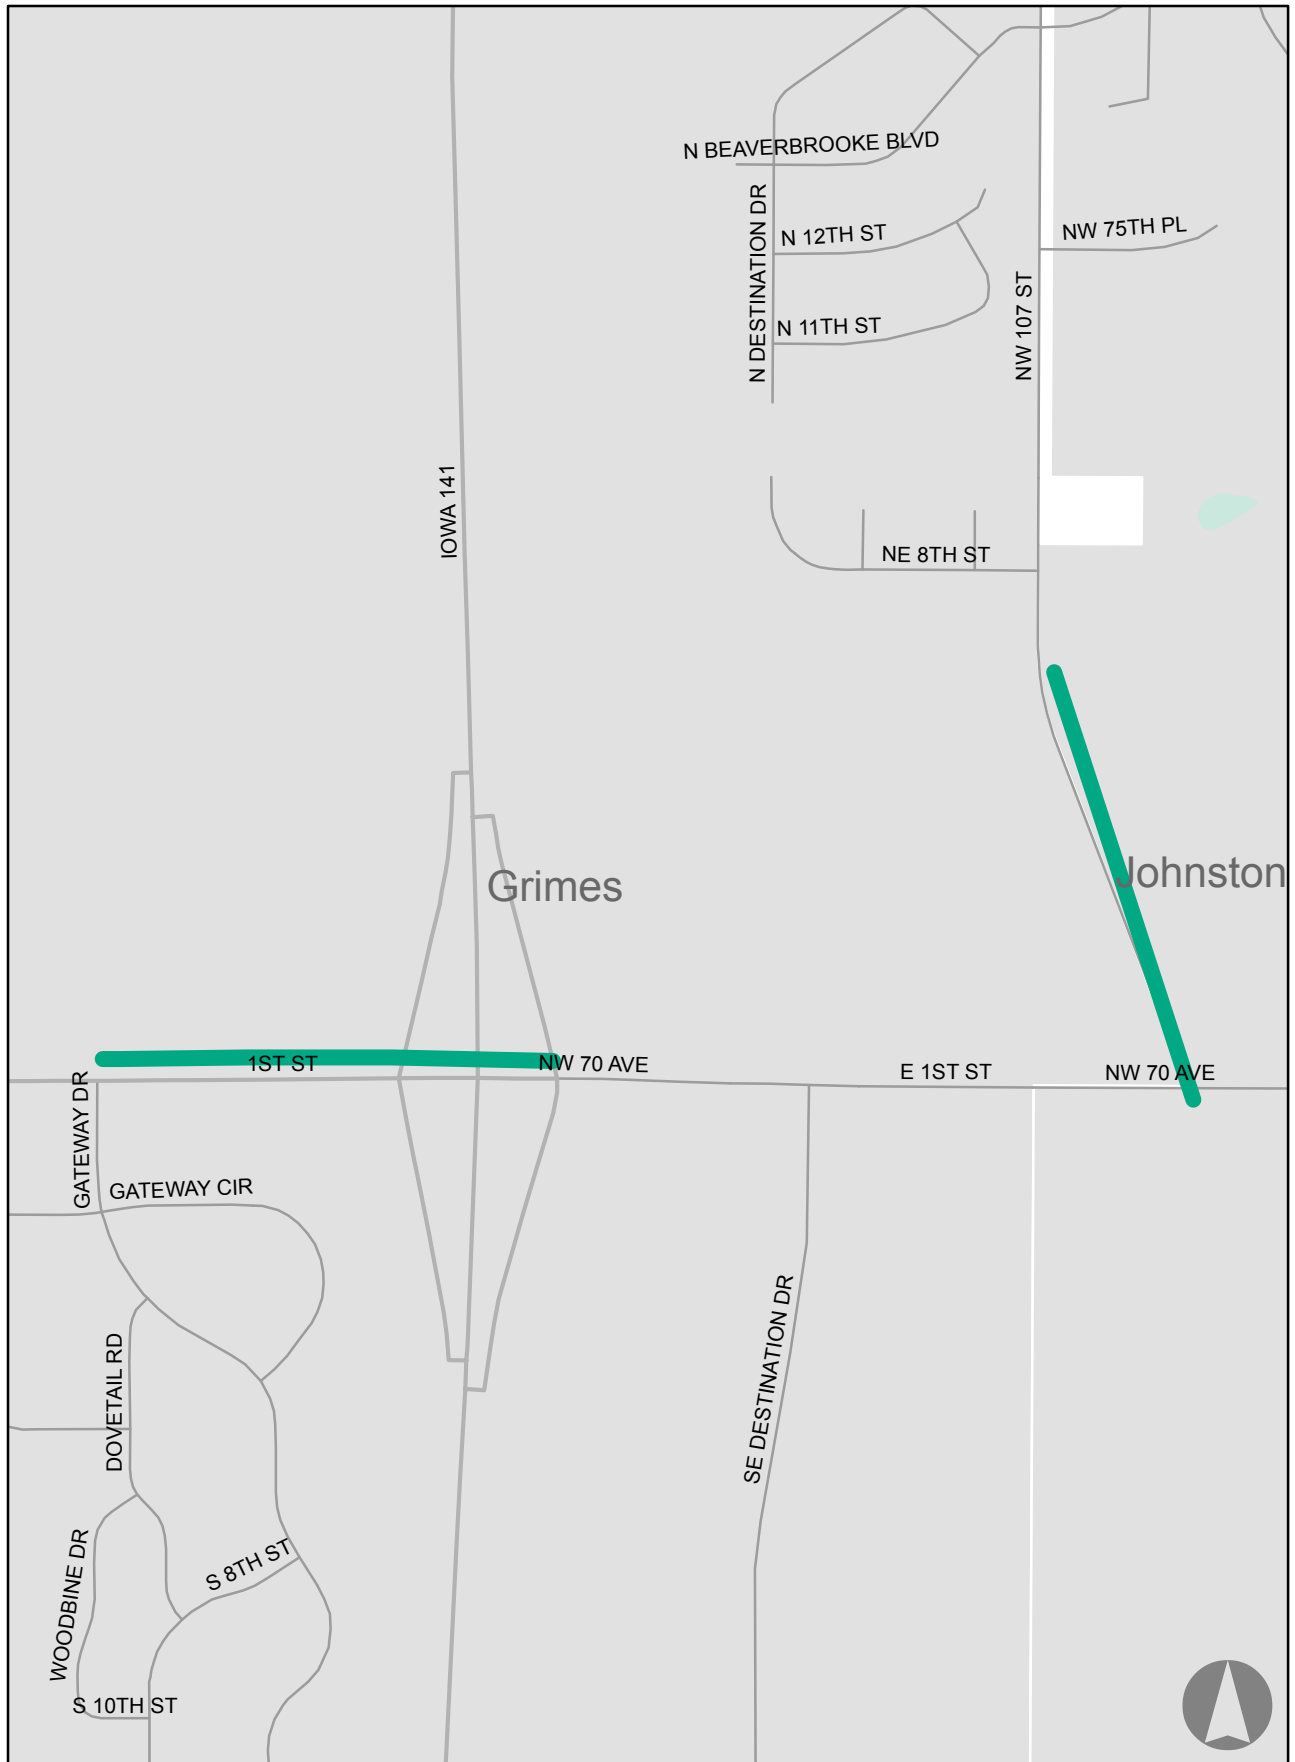 N BEAVERBROOKE BLVD
N DESTINATION DR
N 12TH ST
NW 75TH PL
N 11TH ST
NW 107 ST
IOWA 141
NE 8TH ST
Grimes
Johnston
1ST ST
NW 70 AVE
E 1ST ST
NW 70 AVE
GATEWAY DR
GATEWAY CIR
SE DESTINATION DR
DOVETAIL RD
WOODBINE DR
S 8TH ST
S 10TH ST